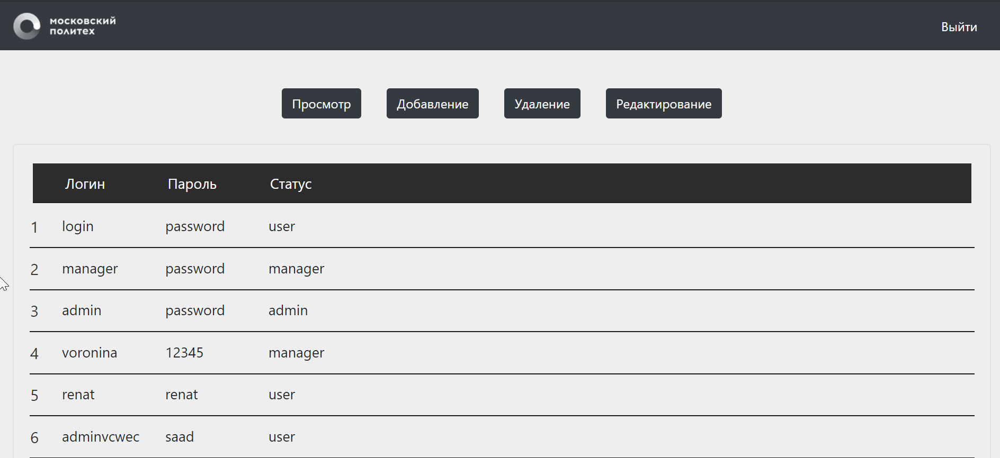 московский
политех
Выйти
Просмотр Добавление Удаление Редактирование
Логин Пароль Статус
1 login password user
2 manager password manager
3 admin password admin
4 voronina 12345 manager
5 renat renat user
6 adminvcwec saad user